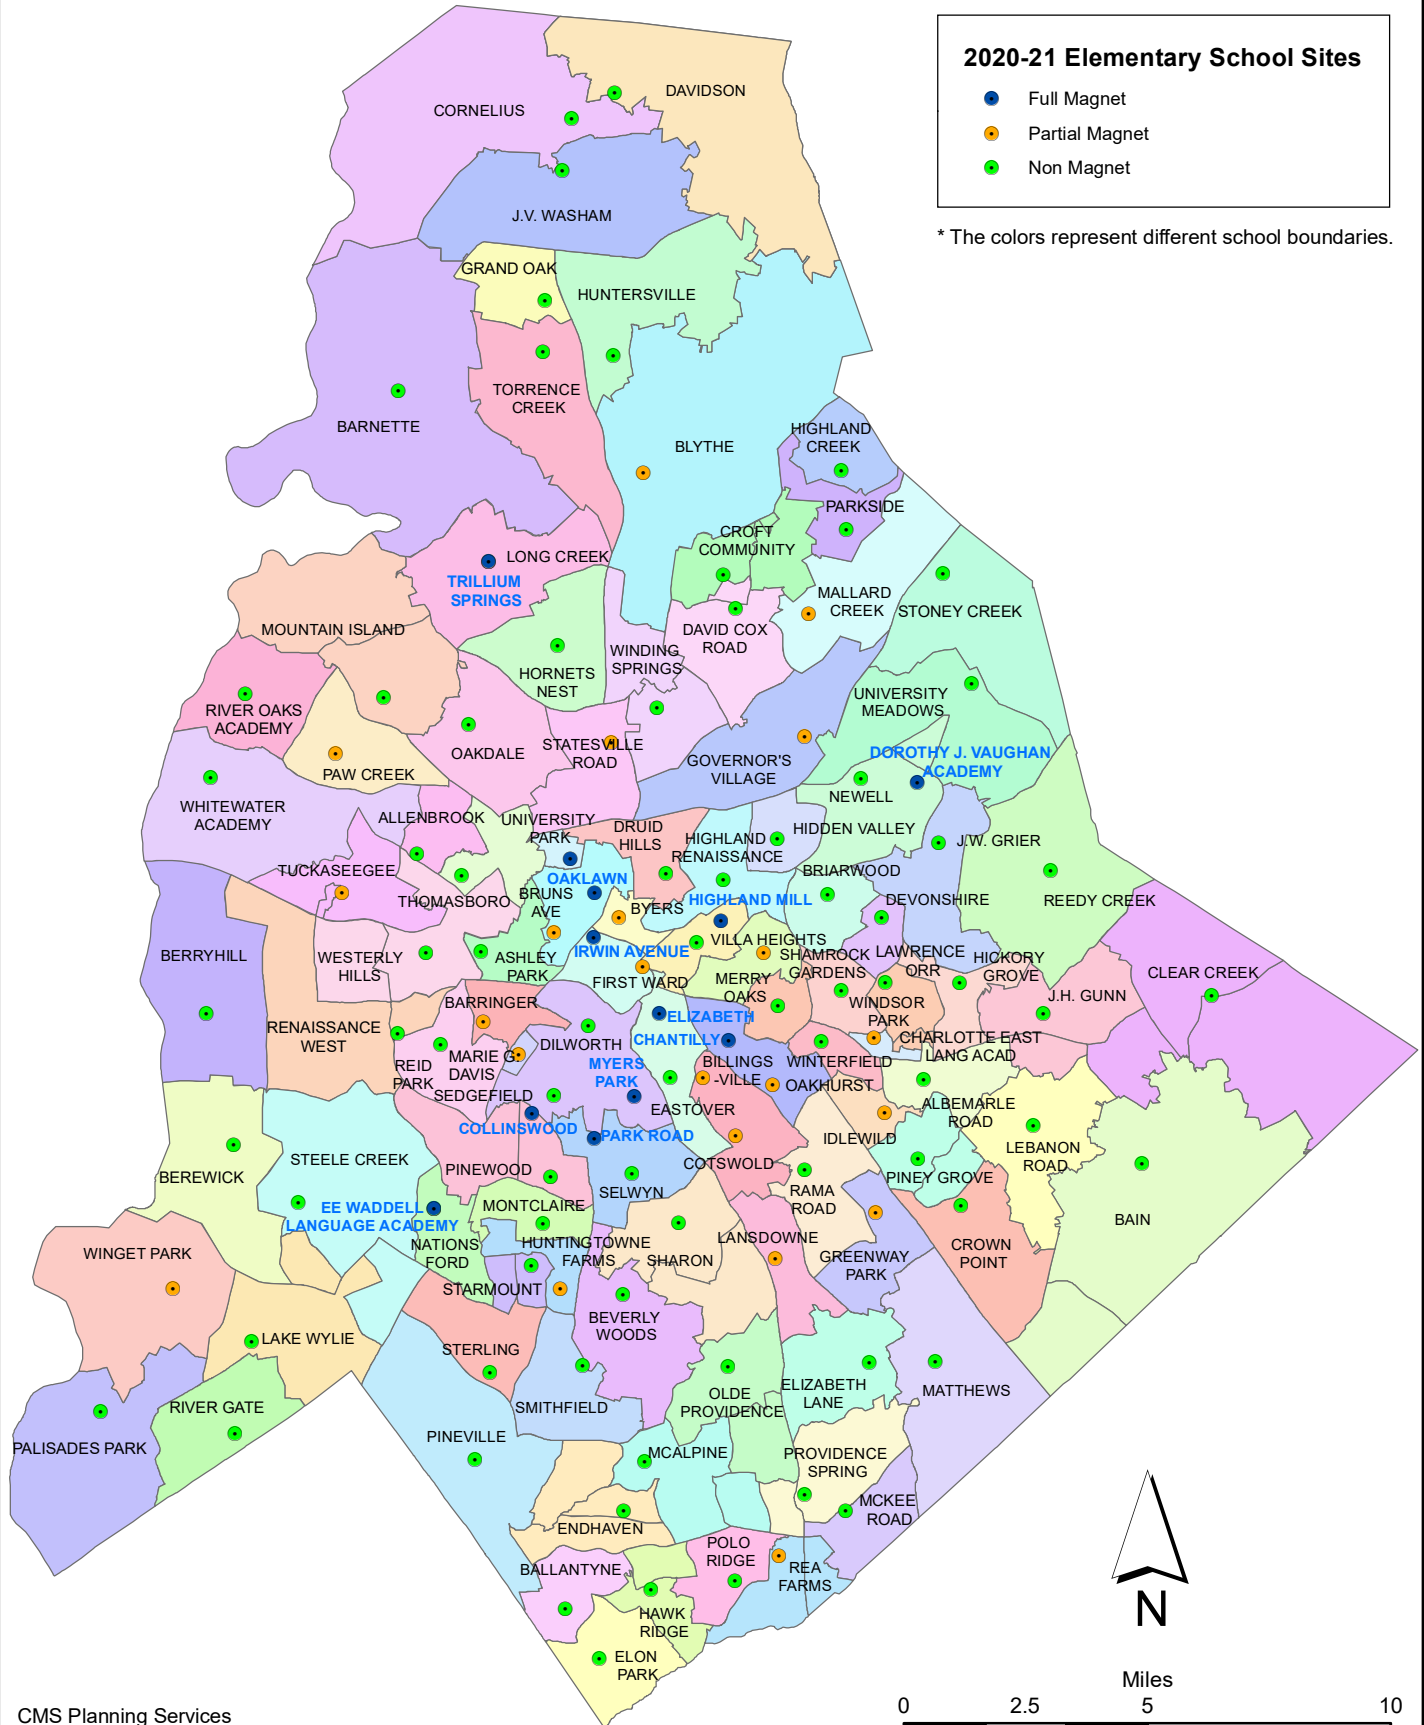 2020-21 Elementary School Sites
Full Magnet
Partial Magnet
Non Magnet
* The colors represent different school boundaries.
DAVIDSON
CORNELIUS
J.V. WASHAM
GRAND OAK
HUNTERSVILLE
TORRENCE
CREEK
BARNETTE
BLYTHE
HIGHLAND
CREEK
PARKSIDE
CROFT
COMMUNITY
LONG CREEK
TRILLIUM
SPRINGS
MALLARD
CREEK
STONEY CREEK
MOUNTAIN ISLAND
DAVID COX
ROAD
WINDING
SPRINGS
HORNETS
NEST
RIVER OAKS
ACADEMY
UNIVERSITY
MEADOWS
OAKDALE
STATESVILLE
ROAD
GOVERNOR'S
VILLAGE
DOROTHY J. VAUGHAN
ACADEMY
PAW CREEK
NEWELL
WHITEWATER
ACADEMY
ALLENBROOK
UNIVERSITY
PARK
DRUID
HILLS
HIGHLAND
RENAISSANCE
HIDDEN VALLEY
J.W. GRIER
TUCKASEEGEE
OAKLAWN
BRIARWOOD
THOMASBORO
BRUNS
AVE
BYERS
HIGHLAND MILL
DEVONSHIRE
REEDY CREEK
BERRYHILL
WESTERLY
HILLS
ASHLEY
PARK
IRWIN AVENUE
VILLA HEIGHTS
SHAMROCK
GARDENS
LAWRENCE
ORR
HICKORY
GROVE
CLEAR CREEK
FIRST WARD
MERRY
OAKS
J.H. GUNN
BARRINGER
WINDSOR
PARK
RENAISSANCE
WEST
ELIZABETH
CHANTILLY
DILWORTH
CHARLOTTE EAST
LANG ACAD
REID
PARK
MARIE G.
DAVIS
MYERS
PARK
BILLINGS
-VILLE
WINTERFIELD
OAKHURST
SEDGEFIELD
EASTOVER
ALBEMARLE
ROAD
COLLINSWOOD
PARK ROAD
IDLEWILD
LEBANON
ROAD
STEELE CREEK
BEREWICK
PINEWOOD
COTSWOLD
PINEY GROVE
SELWYN
RAMA
ROAD
EE WADDELL
LANGUAGE ACADEMY
MONTCLAIRE
BAIN
WINGET PARK
NATIONS
FORD
HUNTINGTOWNE
FARMS
SHARON
LANSDOWNE
GREENWAY
PARK
CROWN
POINT
STARMOUNT
BEVERLY
WOODS
LAKE WYLIE
STERLING
ELIZABETH
LANE
MATTHEWS
OLDE
PROVIDENCE
RIVER GATE
SMITHFIELD
PALISADES PARK
PINEVILLE
MCALPINE
PROVIDENCE
SPRING
MCKEE
ROAD
ENDHAVEN
POLO
RIDGE
BALLANTYNE
REA
FARMS
HAWK
RIDGE
ELON
PARK
N
Miles
0 2.5 5 10
CMS Planning Services